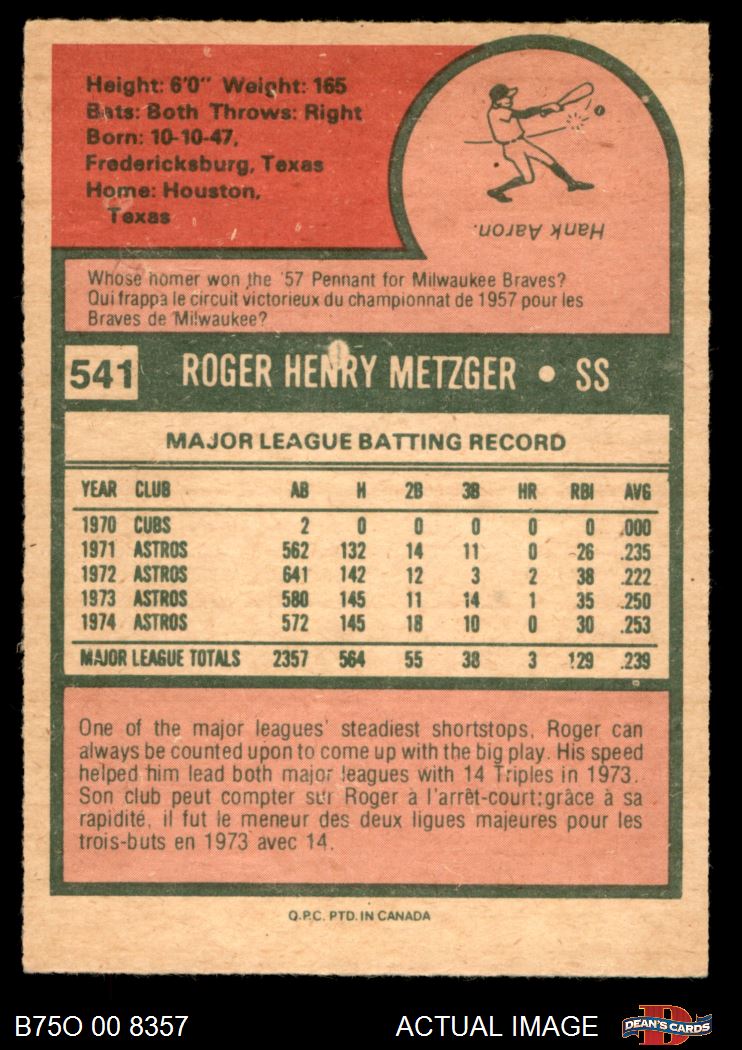 Height: 6'0" Weight: 165
Bats: Both Throws: Right
Born: 10-10-47,
Fredericksburg, Texas
Home: Houston,
Texas
Hank Aaron.
Whose homer won the '57 Pennant for Milwaukee Braves?
Qui frappa le circuit victorieux du championnat de 1957 pour les
Braves de Milwaukee?
541 ROGER HENRY METZGER • SS
MAJOR LEAGUE BATTING RECORD
YEAR CLUB AB H 2B 3B HR RBI AVG
1970 CUBS 2 0 0 0 0 0 .000
1971 ASTROS 562 132 14 11 0 26 .235
1972 ASTROS 641 142 12 3 2 38 .222
1973 ASTROS 580 145 11 14 1 35 .250
1974 ASTROS 572 145 18 10 0 30 .253
MAJOR LEAGUE TOTALS 2357 564 55 38 3 129 .239
One of the major leagues' steadiest shortstops, Roger can
always be counted upon to come up with the big play. His speed
helped him lead both major leagues with 14 Triples in 1973.
Son club peut compter sur Roger à l'arrêt-court:grâce à sa
rapidité, il fut le meneur des deux ligues majeures pour les
trois-buts en 1973 avec 14.
O.P.C. PTD. IN CANADA
B75O 00 8357 ACTUAL IMAGE D DEAN'S CARDS